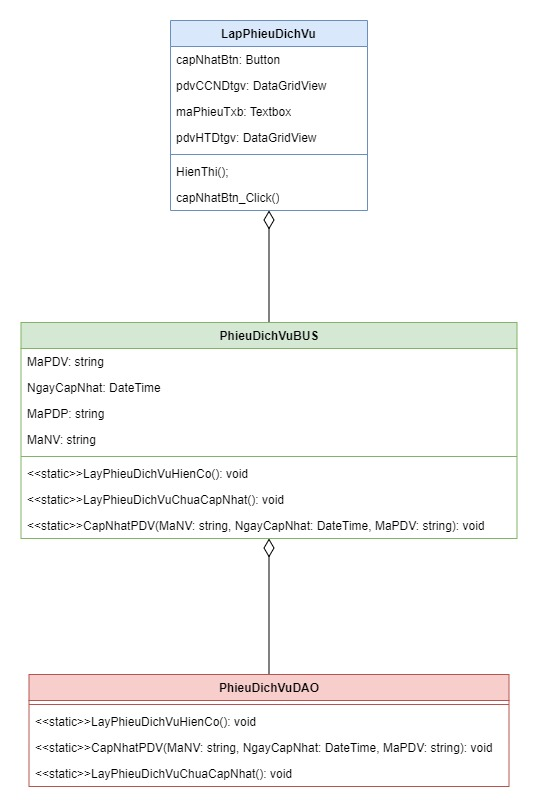 LapPhieuDichVu
capNhatBtn: Button
pdvCCNDtgv: DataGridView
maPhieuTxb: Textbox
pdvHTDtgv: DataGridView
HienThi();
capNhatBtn_Click()
PhieuDichVuBUS
MaPDV: string
NgayCapNhat: DateTime
MaPDP: string
MaNV: string
<<static>>LayPhieuDichVuHienCo(): void
<<static>>LayPhieuDichVuChuaCapNhat(): void
<<static>>CapNhatPDV(MaNV: string, NgayCapNhat: DateTime, MaPDV: string): void
PhieuDichVuDAO
<<static>>LayPhieuDichVuHienCo(): void
<<static>>CapNhatPDV(MaNV: string, NgayCapNhat: DateTime, MaPDV: string): void
<<static>>LayPhieuDichVuChuaCapNhat(): void